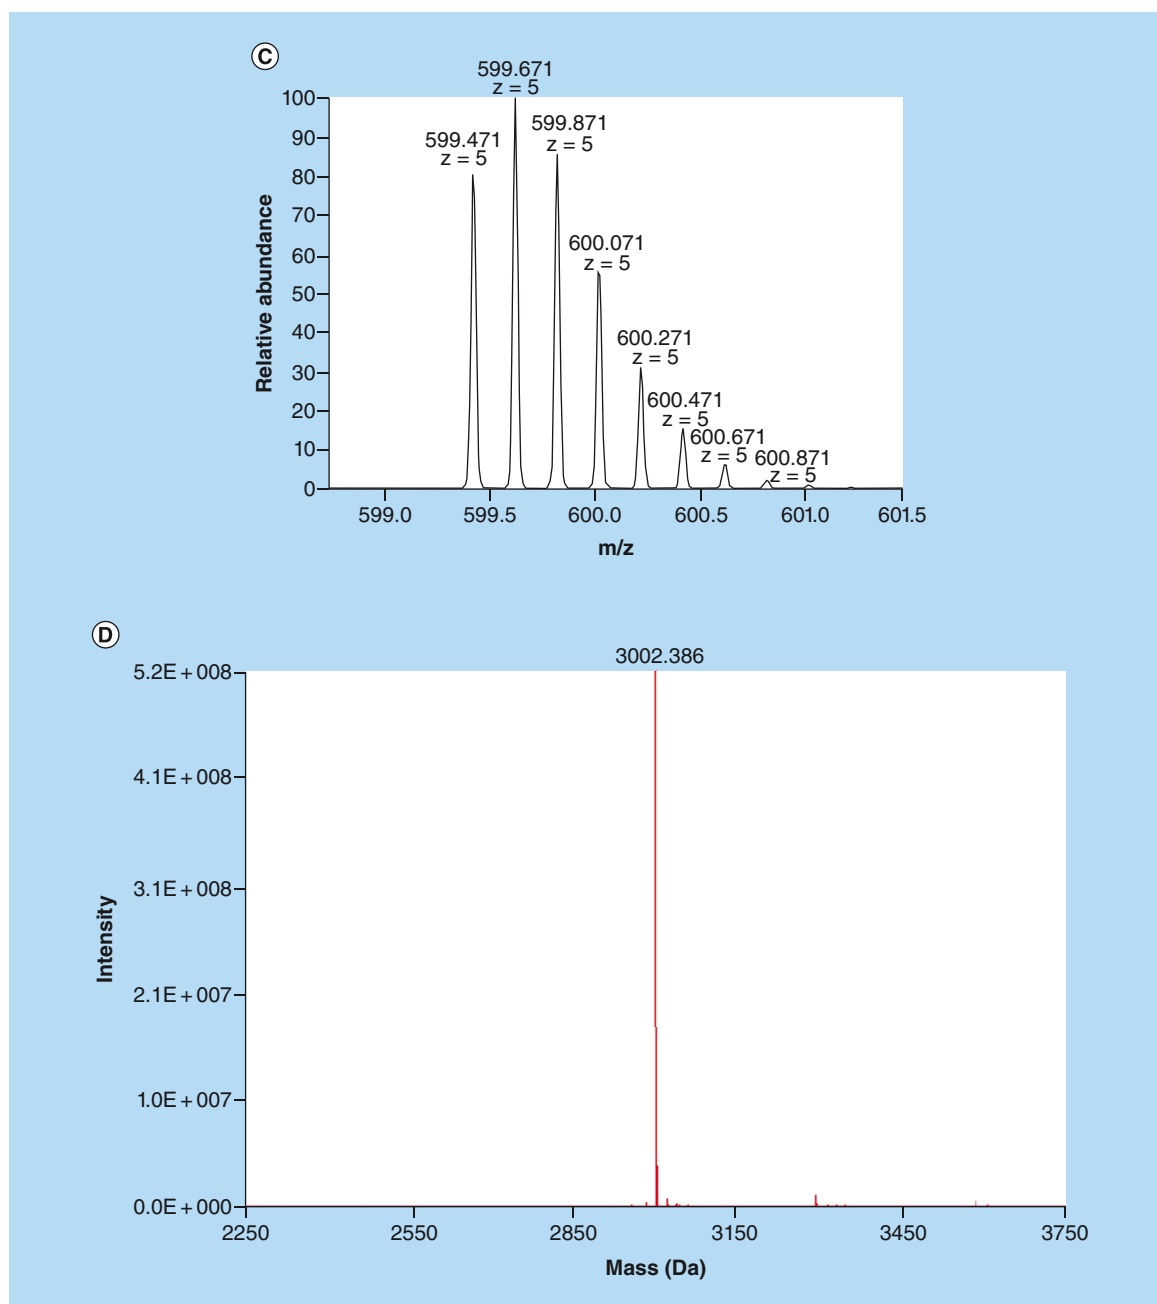 C
599.671
z = 5
599.871
z = 5
599.471
z = 5
600.071
z = 5
600.271
z = 5
600.471
z = 5
600.671
z = 5
600.871
z = 5
100
90
80
70
60
50
40
30
20
10
0
Relative abundance
599.0 599.5 600.0 600.5 601.0 601.5
m/z
D
3002.386
5.2E + 008
4.1E + 008
3.1E + 008
2.1E + 007
1.0E + 007
0.0E + 000
Intensity
2250 2550 2850 3150 3450 3750
Mass (Da)